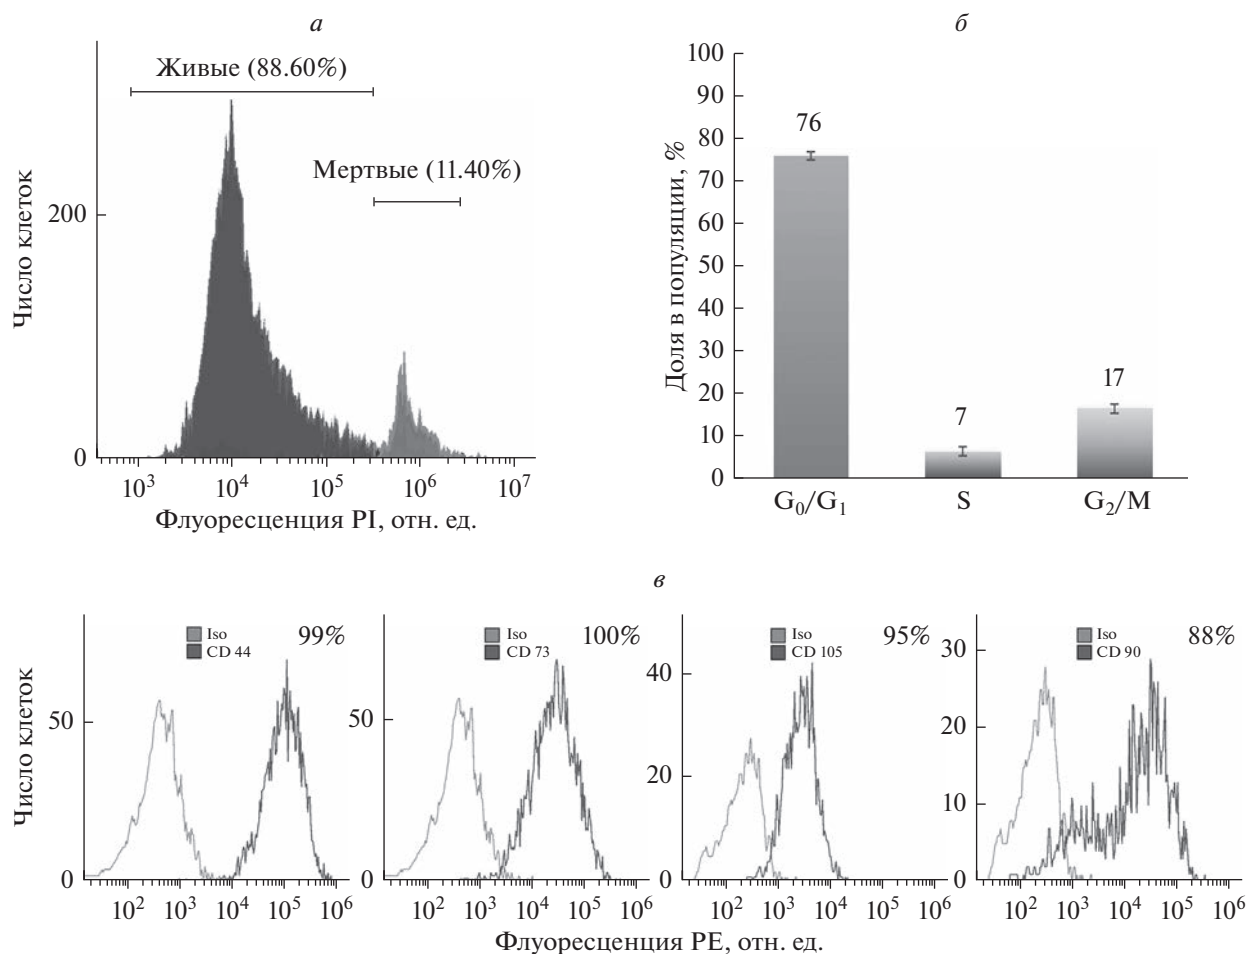 а
Живые (88.60%)
Мертвые (11.40%)
Число клеток
200
0
10³ 10⁴ 10⁵ 10⁶ 10⁷
Флуоресценция PI, отн. ед.
б
Доля в популяции, %
100
90
80
70
60
50
40
30
20
10
0
76
7
17
G₀/G₁ S G₂/M
в
Число клеток
Iso
CD 44
99%
50
0
10² 10³ 10⁴ 10⁵ 10⁶
Iso
CD 73
100%
50
0
10² 10³ 10⁴ 10⁵ 10⁶
Iso
CD 105
95%
40
20
0
10² 10³ 10⁴ 10⁵ 10⁶
Iso
CD 90
88%
30
20
10
0
10² 10³ 10⁴ 10⁵ 10⁶
Флуоресценция PE, отн. ед.